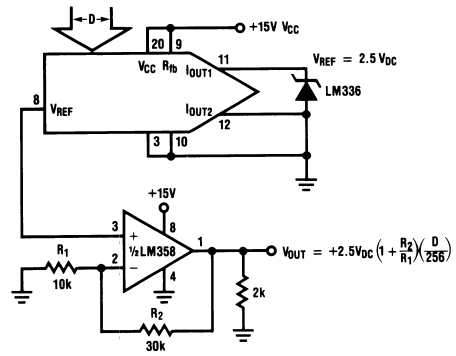 D
+15V VCC
20 9
VCC Rfb
IOUT1
11
VREF = 2.5 VDC
8
VREF
LM336
IOUT2
12
3 10
+15V
8
3
+
½LM358
1
VOUT = +2.5VDC (1 + R2/R1)(D/256)
R1
2
−
10k
4
2k
R2
30k